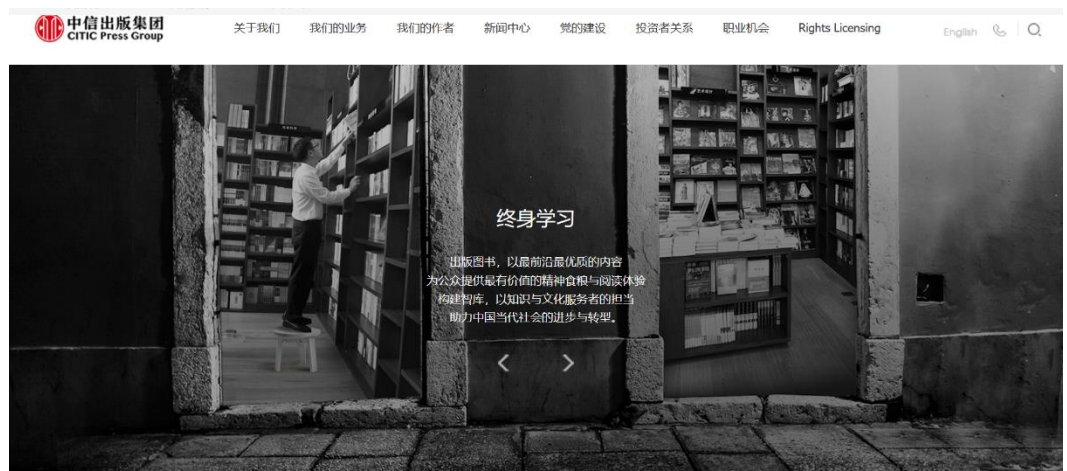 中信出版集团
CITIC Press Group
关于我们 我们的业务 我们的作者 新闻中心 党的建设 投资者关系 职业机会 Rights Licensing English
终身学习
出版图书，以最前沿最优质的内容
为公众提供最有价值的精神食粮与阅读体验
构建智库，以知识与文化服务者的担当
助力中国当代社会的进步与转型。